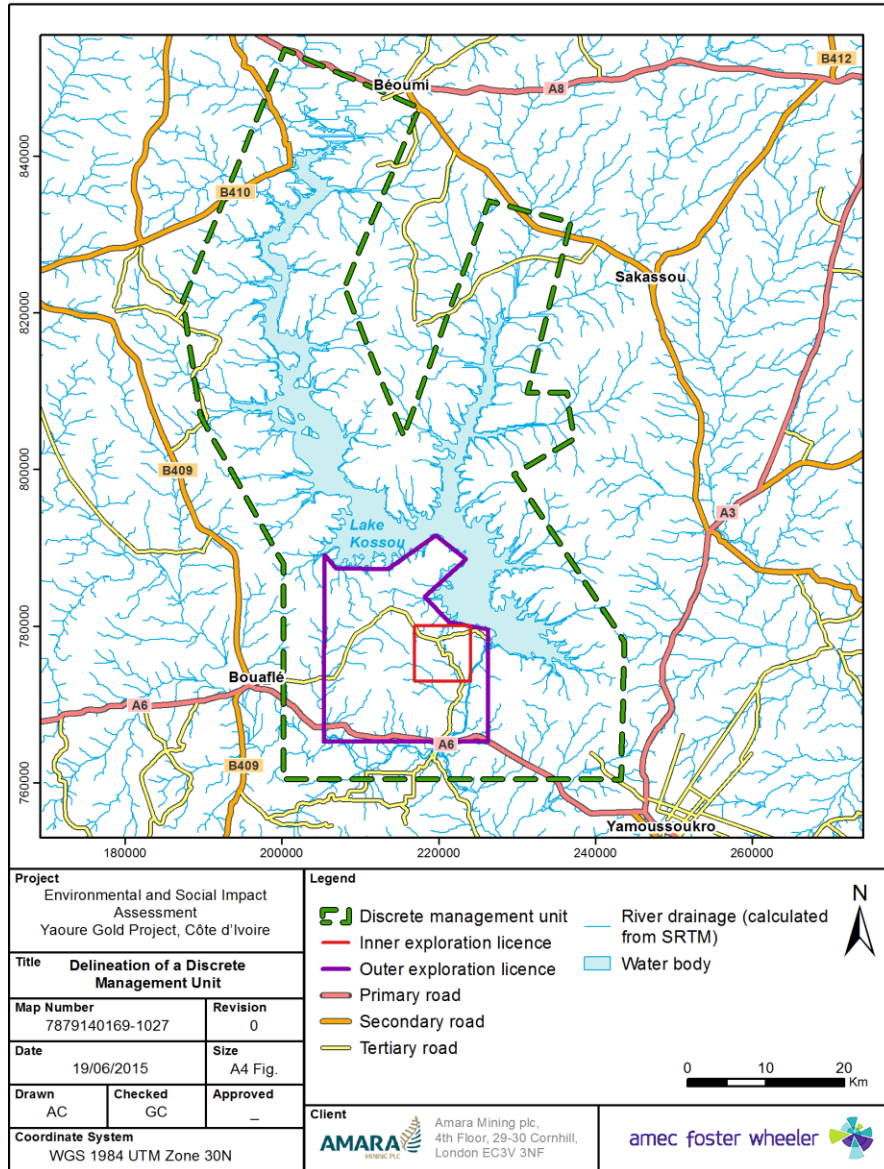 B412
Béoumi
A8
840000
B410
Sakassou
820000
B409
800000
A3
Lake
Kossou
780000
Bouaflé
A6
A6
B409
760000
Yamoussoukro
180000 200000 220000 240000 260000
Project
Environmental and Social Impact
Assessment
Yaoure Gold Project, Côte d'Ivoire
Title Delineation of a Discrete
Management Unit
Map Number Revision
7879140169-1027 0
Date Size
19/06/2015 A4 Fig.
Drawn Checked Approved
AC GC _
Coordinate System
WGS 1984 UTM Zone 30N
Legend
Discrete management unit
Inner exploration licence
Outer exploration licence
Primary road
Secondary road
Tertiary road
River drainage (calculated
from SRTM)
Water body
N
0 10 20
Km
Client
AMARA
MINING PLC
Amara Mining plc,
4th Floor, 29-30 Cornhill,
London EC3V 3NF
amec foster wheeler